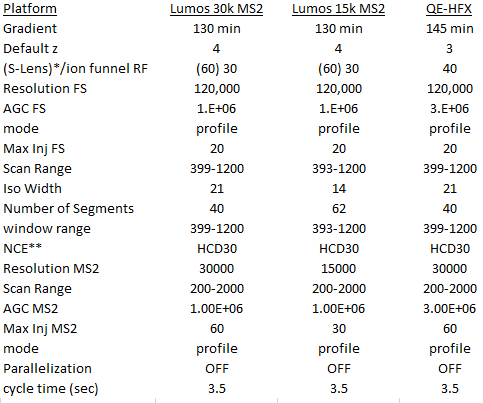 Platform Lumos 30k MS2 Lumos 15k MS2 QE-HFX
Gradient 130 min 130 min 145 min
Default z 4 4 3
(S-Lens)*/ion funnel RF (60) 30 (60) 30 40
Resolution FS 120,000 120,000 120,000
AGC FS 1.E+06 1.E+06 3.E+06
mode profile profile profile
Max Inj FS 20 20 20
Scan Range 399-1200 393-1200 399-1200
Iso Width 21 14 21
Number of Segments 40 62 40
window range 399-1200 393-1200 399-1200
NCE** HCD30 HCD30 HCD30
Resolution MS2 30000 15000 30000
Scan Range 200-2000 200-2000 200-2000
AGC MS2 1.00E+06 1.00E+06 3.00E+06
Max Inj MS2 60 30 60
mode profile profile profile
Parallelization OFF OFF OFF
cycle time (sec) 3.5 3.5 3.5